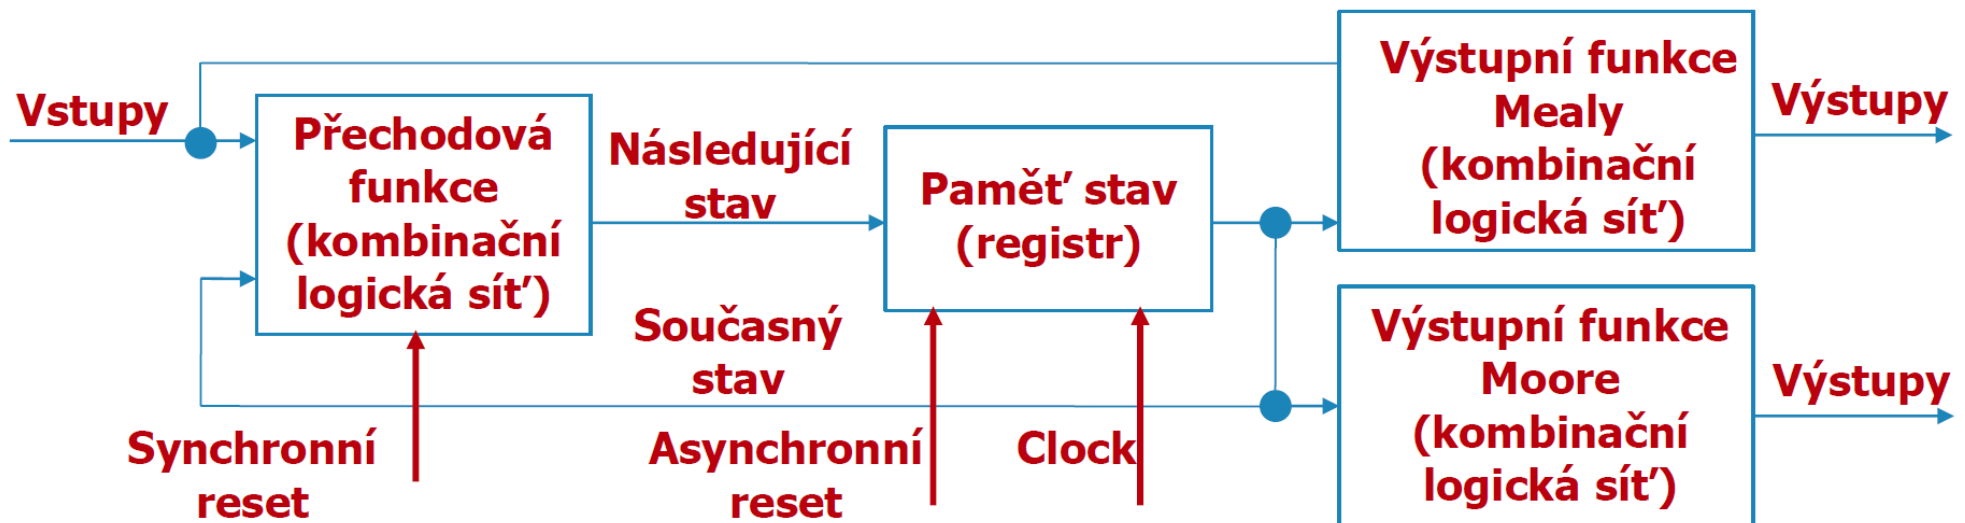 Vstupy
Přechodová
funkce
(kombinační
logická síť)
Následující
stav
Paměť stav
(registr)
Současný
stav
Výstupní funkce
Mealy
(kombinační
logická síť)
Výstupy
Výstupní funkce
Moore
(kombinační
logická síť)
Výstupy
Synchronní
reset
Asynchronní
reset
Clock